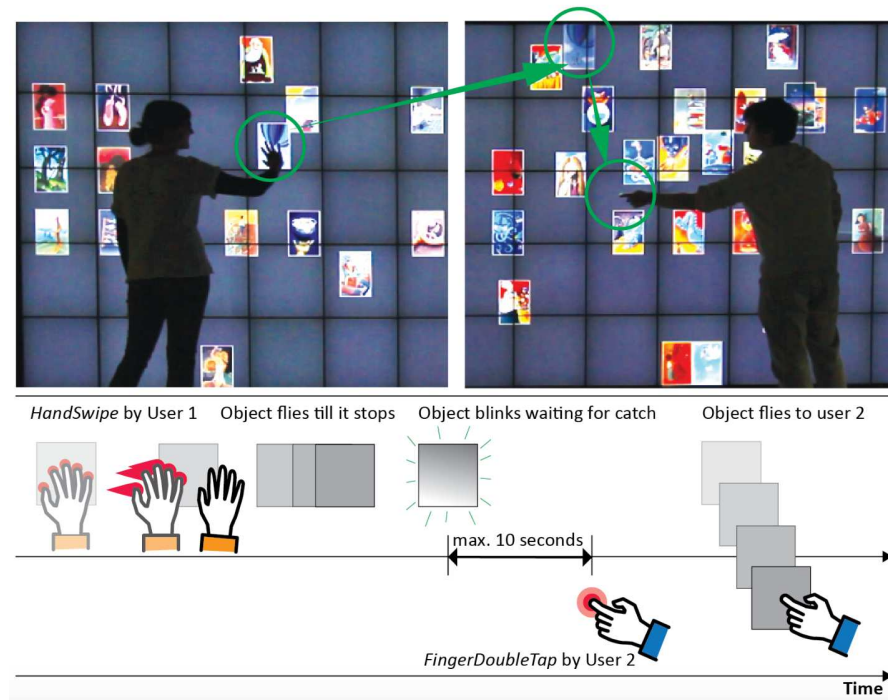 HandSwipe by User 1
Object flies till it stops
Object blinks waiting for catch
Object flies to user 2
max. 10 seconds
FingerDoubleTap by User 2
Time